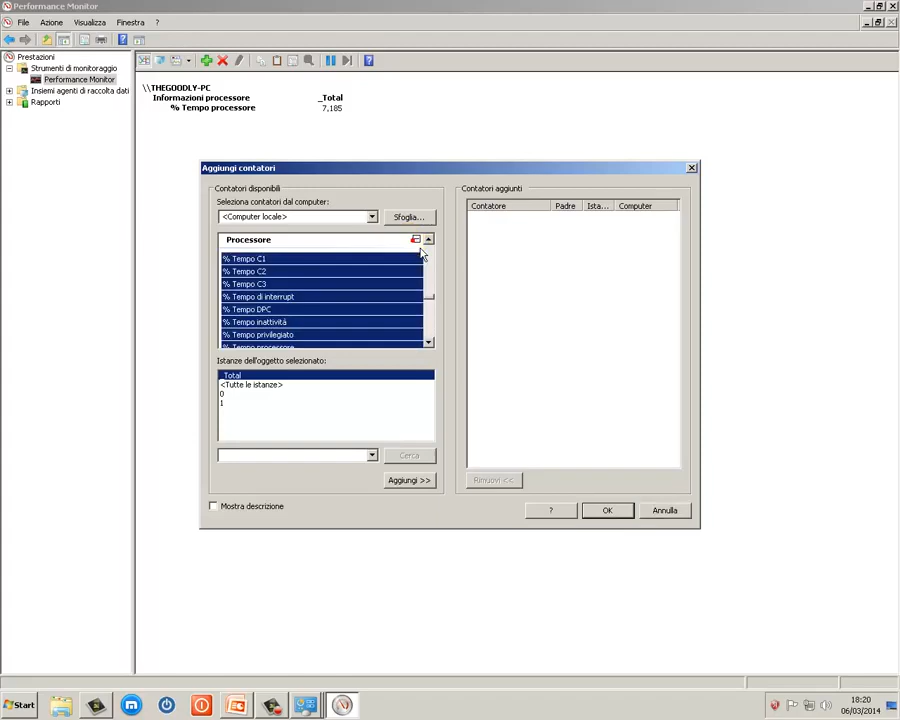 Performance Monitor
File Azione Visualizza Finestra ?
Prestazioni
Strumenti di monitoraggio
Performance Monitor
Insiemi agenti di raccolta dati
Rapporti
\\THEGOODLY-PC
Informazioni processore _Total
% Tempo processore 7,185
Aggiungi contatori
Contatori disponibili
Seleziona contatori dal computer:
<Computer locale> Sfoglia...
Processore
% Tempo C1
% Tempo C2
% Tempo C3
% Tempo di interrupt
% Tempo DPC
% Tempo inattività
% Tempo privilegiato
% Tempo processore
Istanze dell'oggetto selezionato:
_Total
<Tutte le istanze>
0
1
Cerca
Aggiungi >>
Mostra descrizione
Contatori aggiunti
Contatore Padre Ista... Computer
Rimuovi <<
? OK Annulla
Start
18:20
06/03/2014